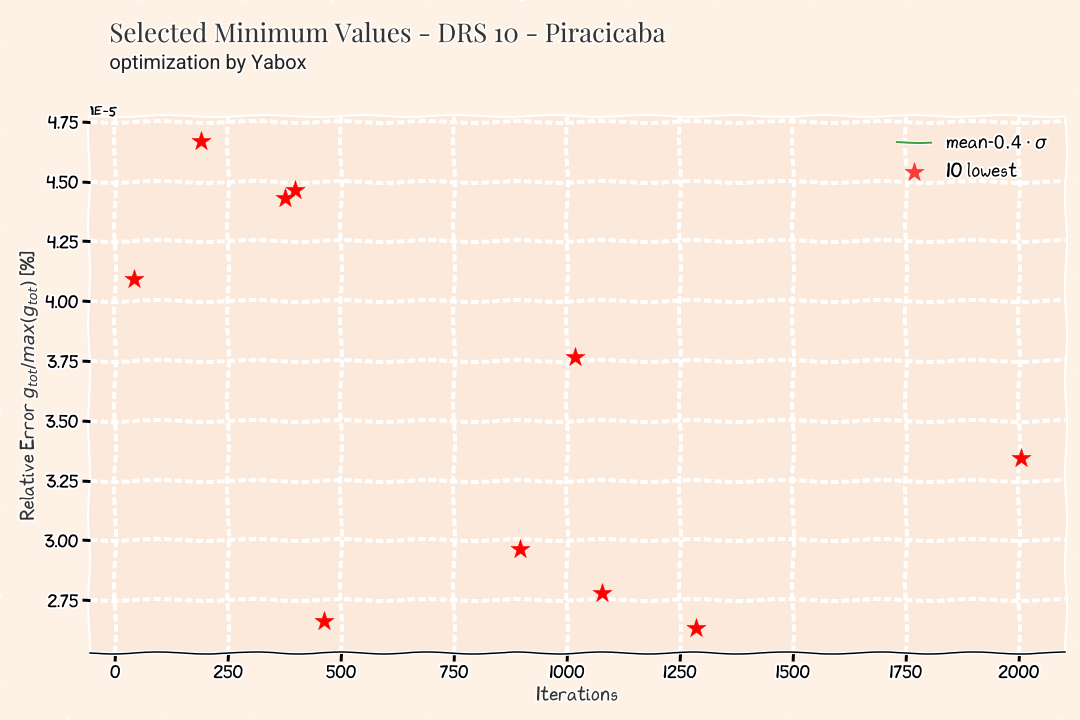 Selected Minimum Values - DRS 10 - Piracicaba
optimization by Yabox
1E-5
4.75
4.50
4.25
4.00
3.75
3.50
3.25
3.00
2.75
Relative Error g_tot/max(g_tot) [%]
mean-0.4 · σ
10 lowest
0 250 500 750 1000 1250 1500 1750 2000
Iterations